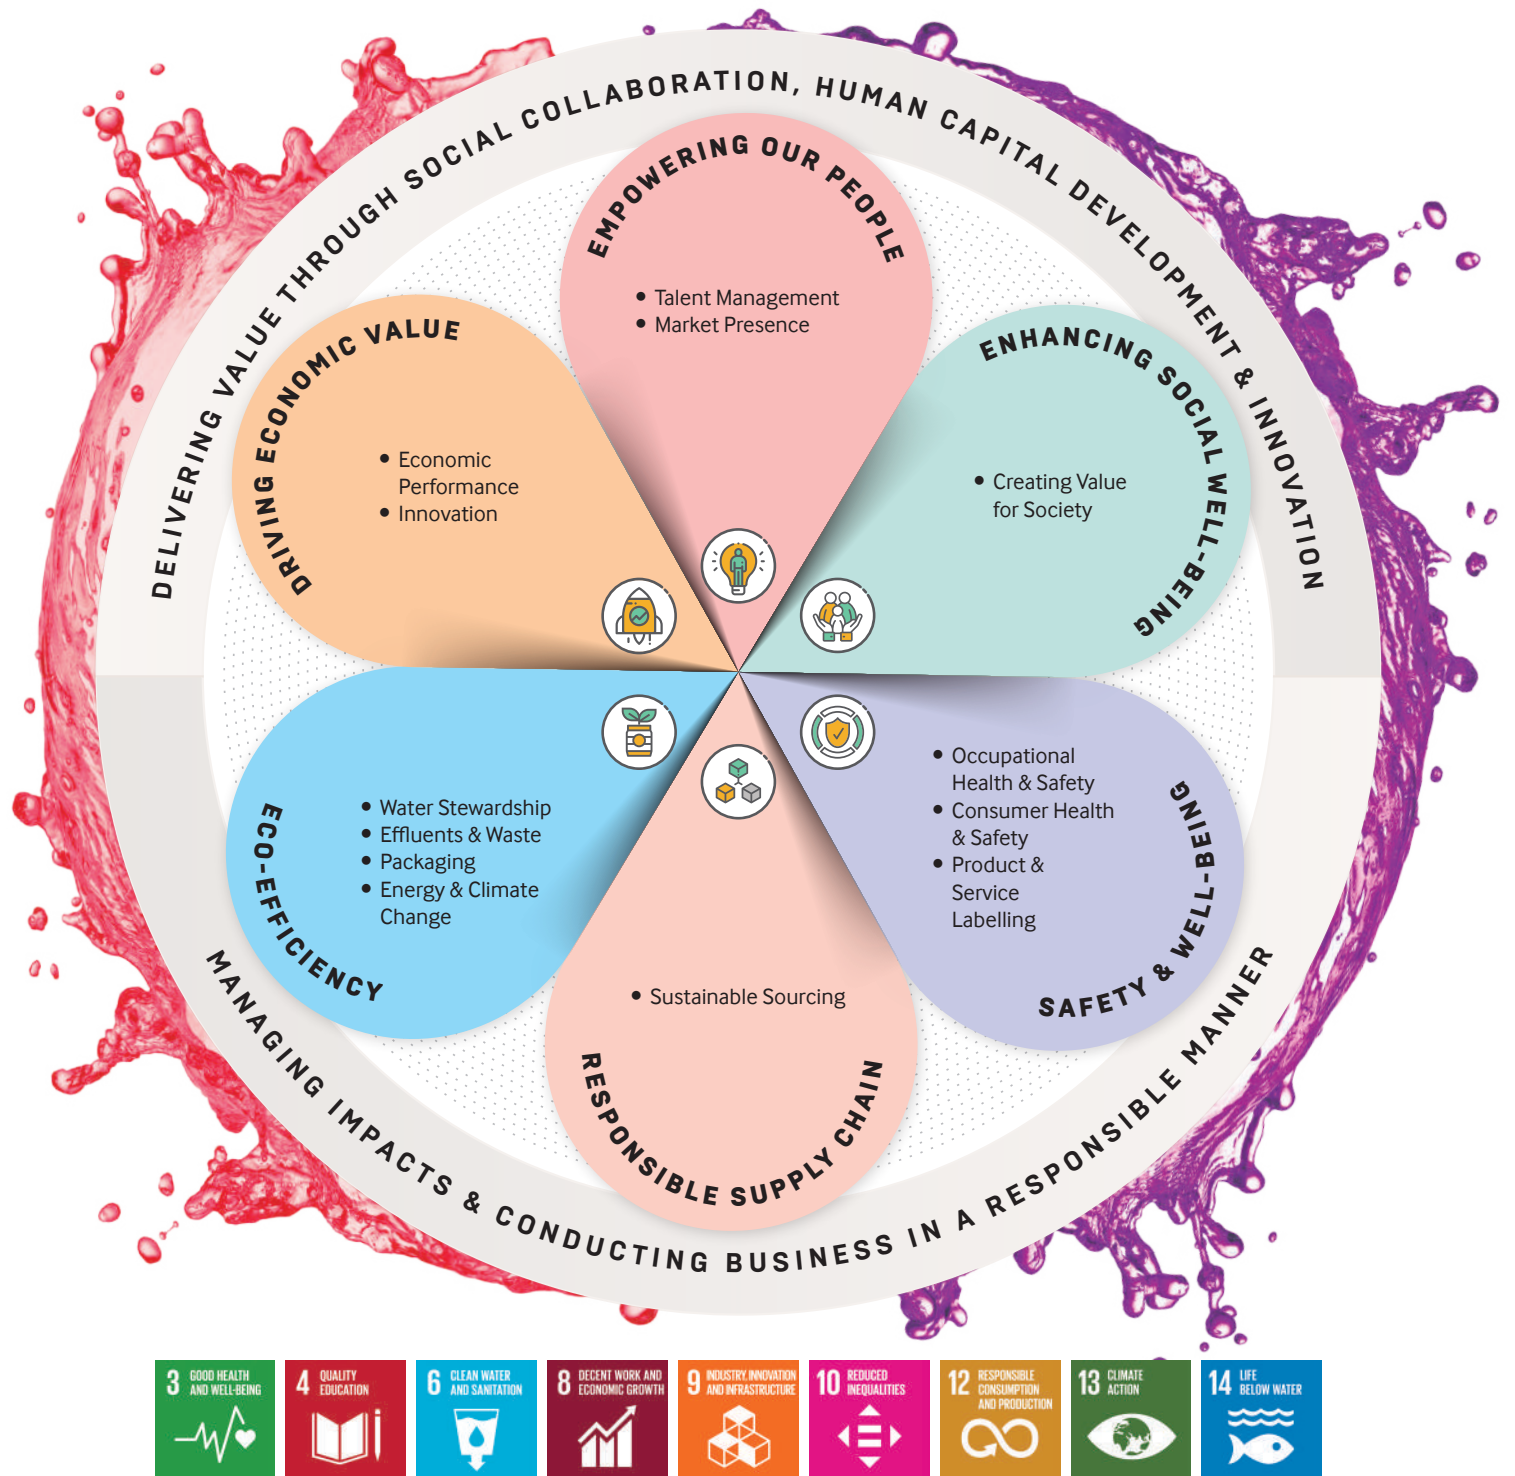 DELIVERING VALUE THROUGH SOCIAL COLLABORATION, HUMAN CAPITAL DEVELOPMENT & INNOVATION
EMPOWERING OUR PEOPLE
• Talent Management
• Market Presence
DRIVING ECONOMIC VALUE
• Economic
Performance
• Innovation
ENHANCING SOCIAL WELL-BEING
• Creating Value
for Society
ECO-EFFICIENCY
• Water Stewardship
• Effluents & Waste
• Packaging
• Energy & Climate
Change
SAFETY & WELL-BEING
• Occupational
Health & Safety
• Consumer Health
& Safety
• Product &
Service
Labelling
• Sustainable Sourcing
RESPONSIBLE SUPPLY CHAIN
MANAGING IMPACTS & CONDUCTING BUSINESS IN A RESPONSIBLE MANNER
3 GOOD HEALTH
AND WELL-BEING
4 QUALITY
EDUCATION
6 CLEAN WATER
AND SANITATION
8 DECENT WORK AND
ECONOMIC GROWTH
9 INDUSTRY, INNOVATION
AND INFRASTRUCTURE
10 REDUCED
INEQUALITIES
12 RESPONSIBLE
CONSUMPTION
AND PRODUCTION
13 CLIMATE
ACTION
14 LIFE
BELOW WATER